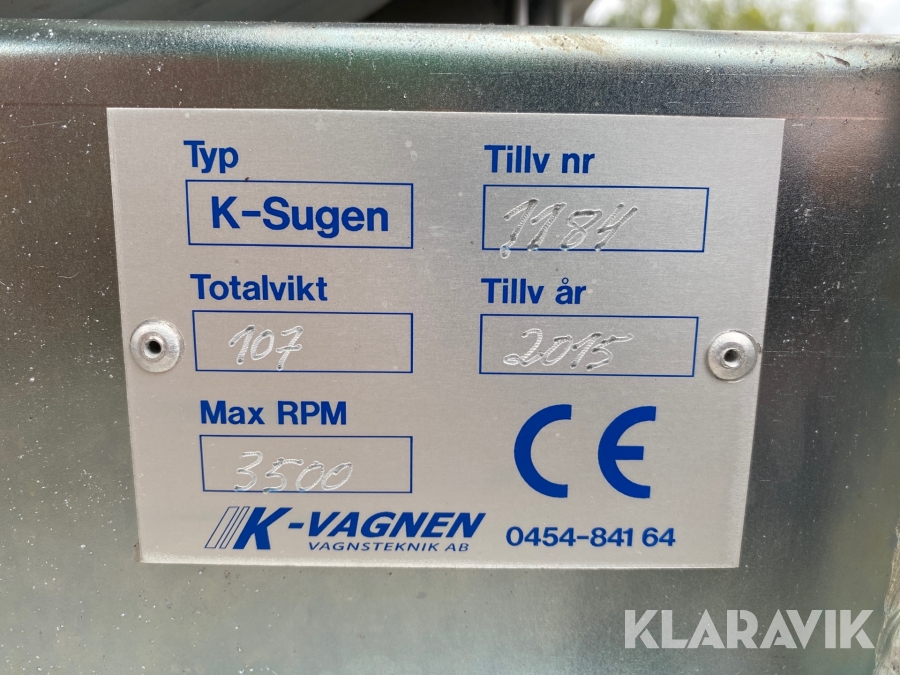 Typ
Tillv nr
K-Sugen
1184
Totalvikt
Tillv år
107
2015
Max RPM
3500
CE
K-VAGNEN
VAGNSTEKNIK AB
0454-841 64
KLARAVIK